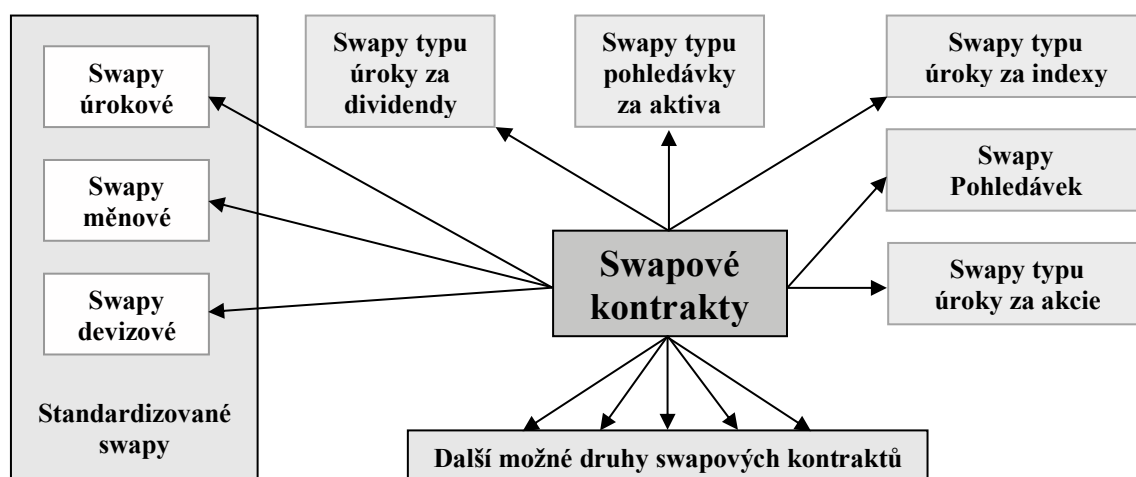 Swapy
úrokové
Swapy
měnové
Swapy
devizové
Standardizované
swapy
Swapy typu
úroky za
dividendy
Swapy typu
pohledávky
za aktiva
Swapy typu
úroky za indexy
Swapy
Pohledávek
Swapy typu
úroky za akcie
Swapové
kontrakty
Další možné druhy swapových kontraktů